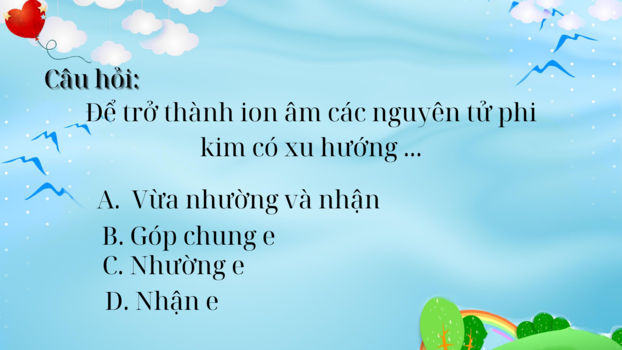 Câu hỏi:
Để trở thành ion âm các nguyên tử phi
kim có xu hướng ...
A. Vừa nhường và nhận
B. Góp chung e
C. Nhường e
D. Nhận e